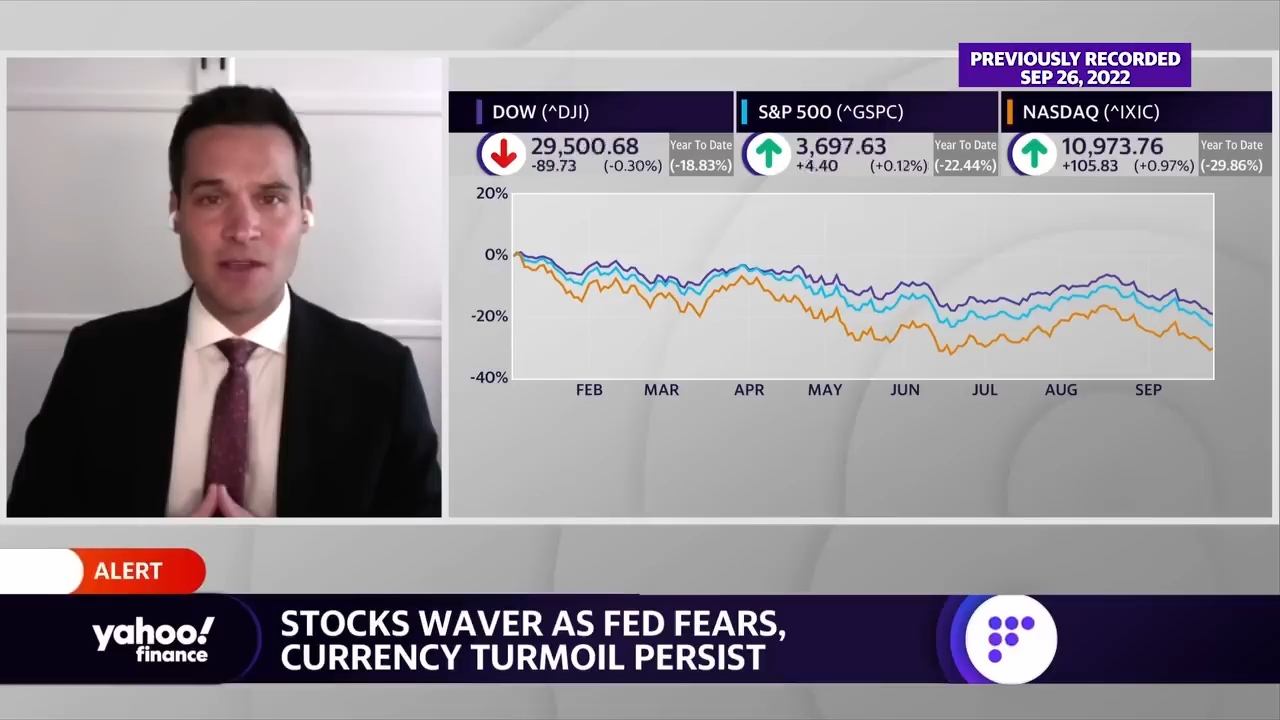 PREVIOUSLY RECORDED
SEP 26, 2022
DOW (^DJI)
29,500.68
-89.73 (-0.30%)
Year To Date
(-18.83%)
S&P 500 (^GSPC)
3,697.63
+4.40 (+0.12%)
Year To Date
(-22.44%)
NASDAQ (^IXIC)
10,973.76
+105.83 (+0.97%)
Year To Date
(-29.86%)
20%
0%
-20%
-40%
FEB MAR APR MAY JUN JUL AUG SEP
ALERT
yahoo!
finance
STOCKS WAVER AS FED FEARS,
CURRENCY TURMOIL PERSIST